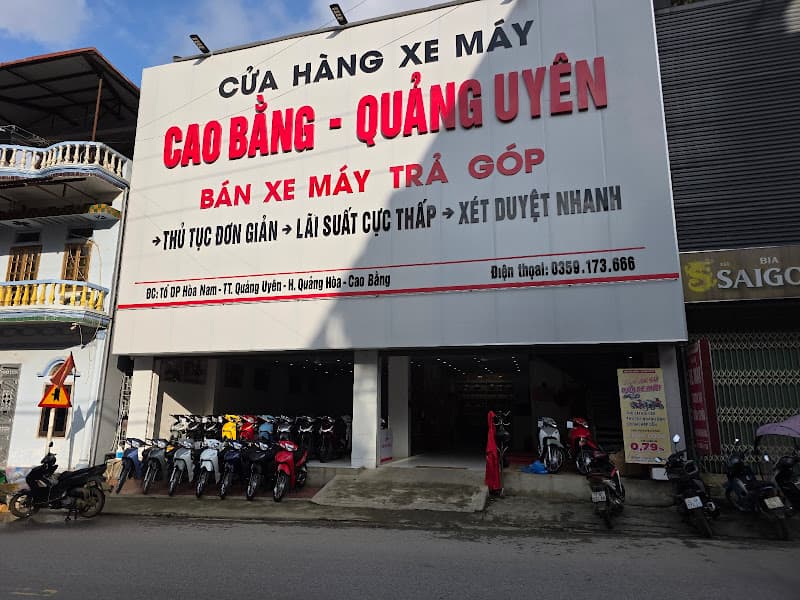 CỬA HÀNG XE MÁY
CAO BẰNG - QUẢNG UYÊN
BÁN XE MÁY TRẢ GÓP
THỦ TỤC ĐƠN GIẢN LÃI SUẤT CỰC THẤP XÉT DUYỆT NHANH
ĐC: Tổ DP Hòa Nam - TT. Quảng Uyên - H. Quảng Hòa - Cao Bằng
Điện thoại: 0359.173.666
BIA
SAIGO
0,79